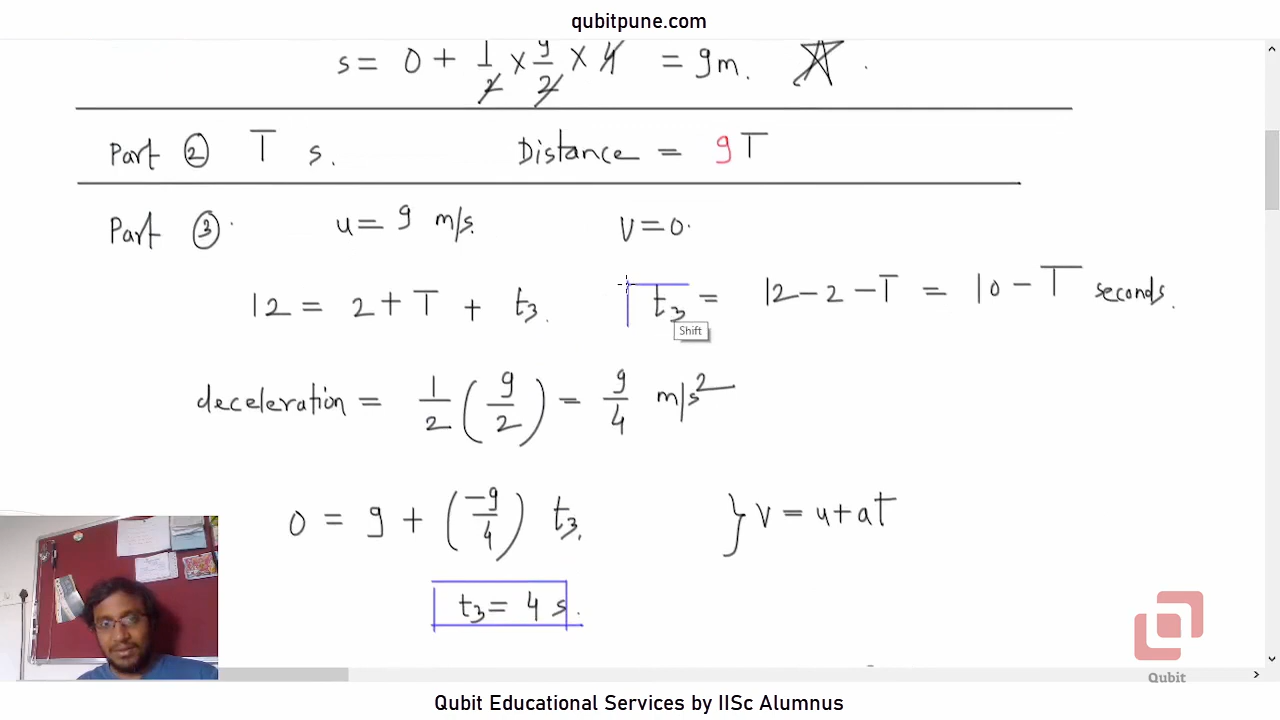 qubitpune.com
s = 0 + 1/2 × 9/2 × 4 = 9m.
Part ② T s. Distance = 9T
Part ③ u = 9 m/s. v = 0.
12 = 2 + T + t3. t3 = 12 - 2 - T = 10 - T seconds.
Shift
deceleration = 1/2 (9/2) = 9/4 m/s²
0 = 9 + (-9/4) t3. } v = u + at
t3 = 4 s.
Qubit
Qubit Educational Services by IISc Alumnus